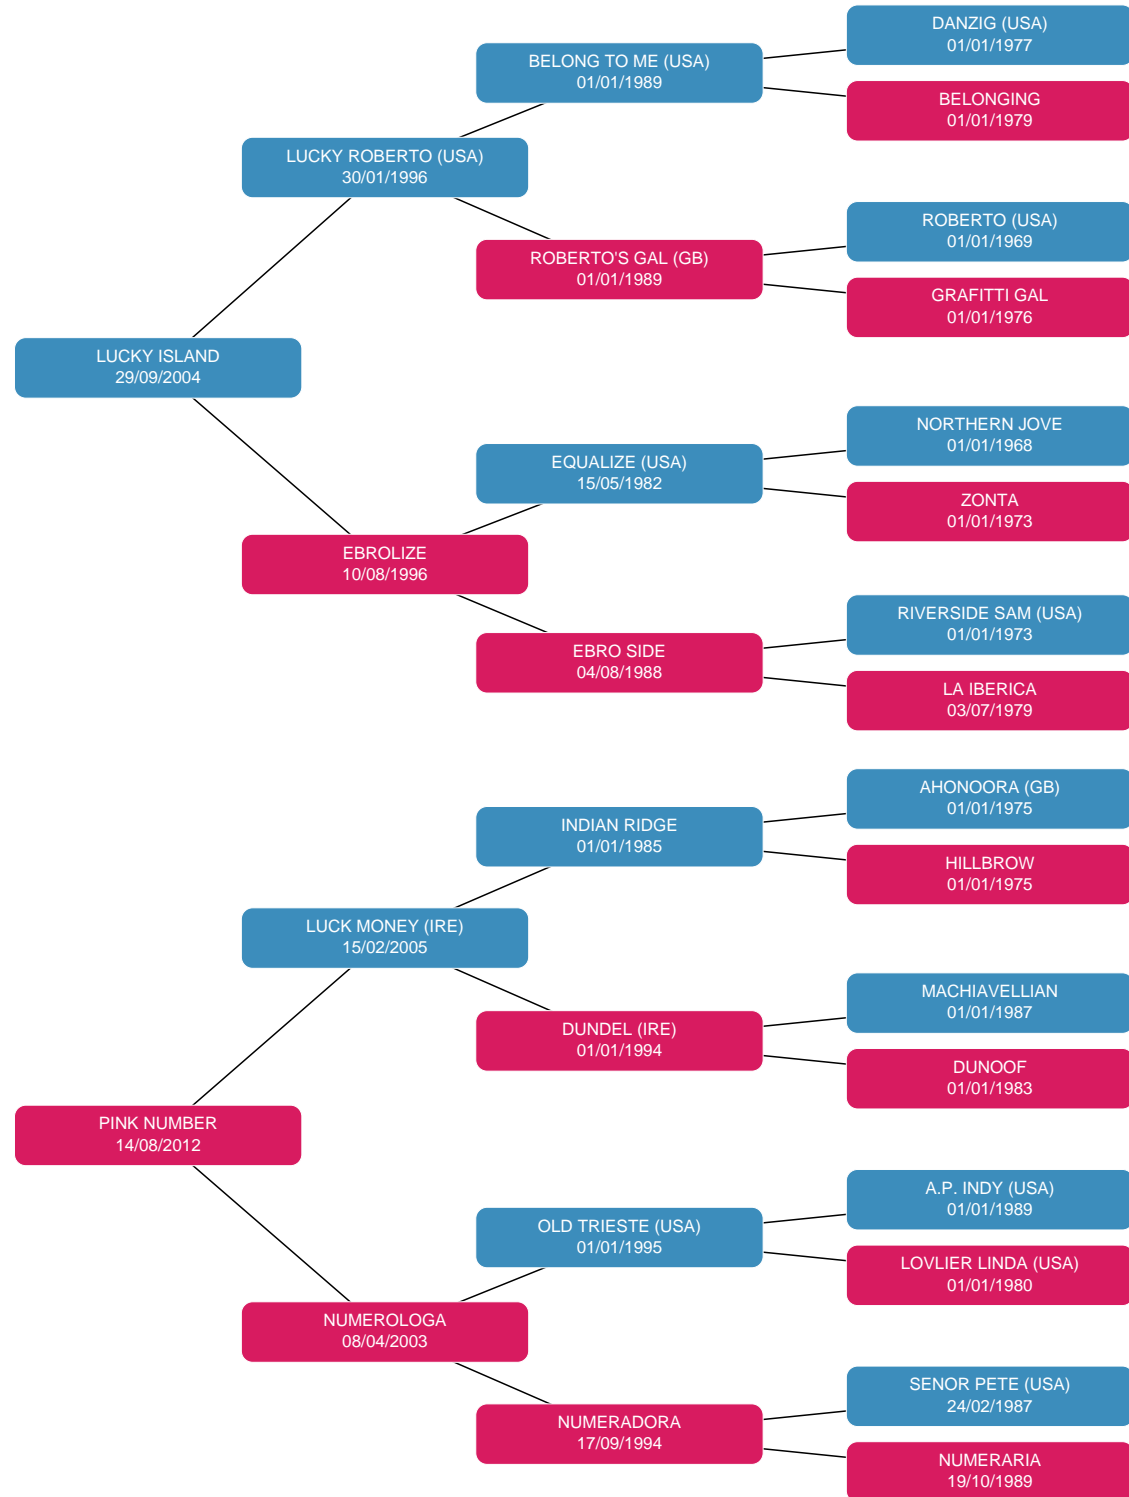 DANZIG (USA)
01/01/1977
BELONG TO ME (USA)
01/01/1989
BELONGING
01/01/1979
LUCKY ROBERTO (USA)
30/01/1996
ROBERTO (USA)
01/01/1969
ROBERTO'S GAL (GB)
01/01/1989
GRAFITTI GAL
01/01/1976
LUCKY ISLAND
29/09/2004
NORTHERN JOVE
01/01/1968
EQUALIZE (USA)
15/05/1982
ZONTA
01/01/1973
EBROLIZE
10/08/1996
RIVERSIDE SAM (USA)
01/01/1973
EBRO SIDE
04/08/1988
LA IBERICA
03/07/1979
AHONOORA (GB)
01/01/1975
INDIAN RIDGE
01/01/1985
HILLBROW
01/01/1975
LUCK MONEY (IRE)
15/02/2005
MACHIAVELLIAN
01/01/1987
DUNDEL (IRE)
01/01/1994
DUNOOF
01/01/1983
PINK NUMBER
14/08/2012
A.P. INDY (USA)
01/01/1989
OLD TRIESTE (USA)
01/01/1995
LOVLIER LINDA (USA)
01/01/1980
NUMEROLOGA
08/04/2003
SENOR PETE (USA)
24/02/1987
NUMERADORA
17/09/1994
NUMERARIA
19/10/1989